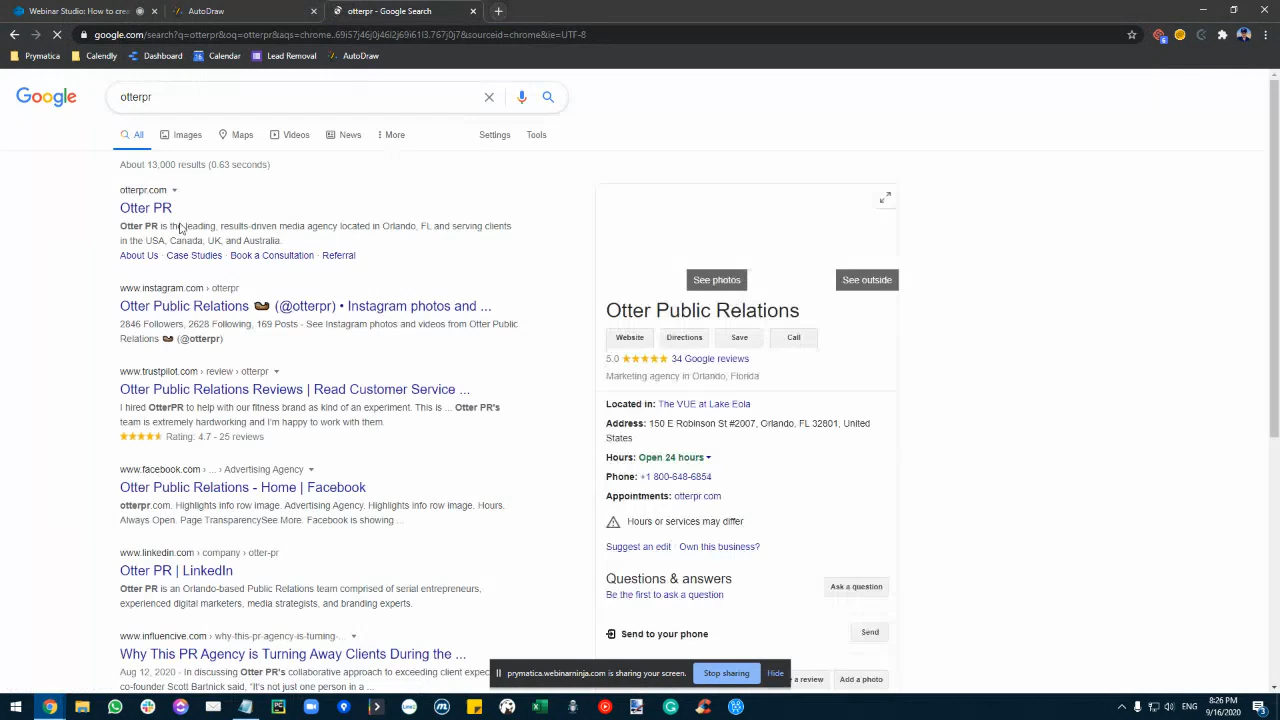 Webinar Studio: How to crea
AutoDraw
otterpr - Google Search
google.com/search?q=otterpr&oq=otterpr&aqs=chrome..69i57j46j0j46l2j69i61l3.767j0j7&sourceid=chrome&ie=UTF-8
Prymatica
Calendly
Dashboard
Calendar
Lead Removal
AutoDraw
Google
otterpr
All
Images
Maps
Videos
News
More
Settings
Tools
About 13,000 results (0.63 seconds)
otterpr.com
Otter PR
Otter PR is the leading, results-driven media agency located in Orlando, FL and serving clients
in the USA, Canada, UK, and Australia.
About Us · Case Studies · Book a Consultation · Referral
www.instagram.com › otterpr
Otter Public Relations 🦦 (@otterpr) • Instagram photos and ...
2846 Followers, 2628 Following, 169 Posts - See Instagram photos and videos from Otter Public
Relations 🦦 (@otterpr)
www.trustpilot.com › review › otterpr
Otter Public Relations Reviews | Read Customer Service ...
I hired OtterPR to help with our fitness brand as kind of an experiment. This is ... Otter PR's
team is extremely hardworking and I'm happy to work with them.
Rating: 4.7 - 25 reviews
www.facebook.com › ... › Advertising Agency
Otter Public Relations - Home | Facebook
otterpr.com. Highlights info row image. Advertising Agency. Highlights info row image. Hours.
Always Open. Page TransparencySee More. Facebook is showing ...
www.linkedin.com › company › otter-pr
Otter PR | LinkedIn
Otter PR is an Orlando-based Public Relations team comprised of serial entrepreneurs,
experienced digital marketers, media strategists, and branding experts.
www.influencive.com › why-this-pr-agency-is-turning-...
Why This PR Agency is Turning Away Clients During the ...
Aug 12, 2020 - In discussing Otter PR's collaborative approach to exceeding client expec
co-founder Scott Bartnick said, "It's not just one person in a ...
See photos
See outside
Otter Public Relations
Website
Directions
Save
Call
5.0 ★★★★★ 34 Google reviews
Marketing agency in Orlando, Florida
Located in: The VUE at Lake Eola
Address: 150 E Robinson St #2007, Orlando, FL 32801, United
States
Hours: Open 24 hours
Phone: +1 800-648-6854
Appointments: otterpr.com
Hours or services may differ
Suggest an edit · Own this business?
Questions & answers
Be the first to ask a question
Ask a question
Send to your phone
Send
a review
Add a photo
prymatica.webinarninja.com is sharing your screen.
Stop sharing
Hide
8:26 PM
9/16/2020